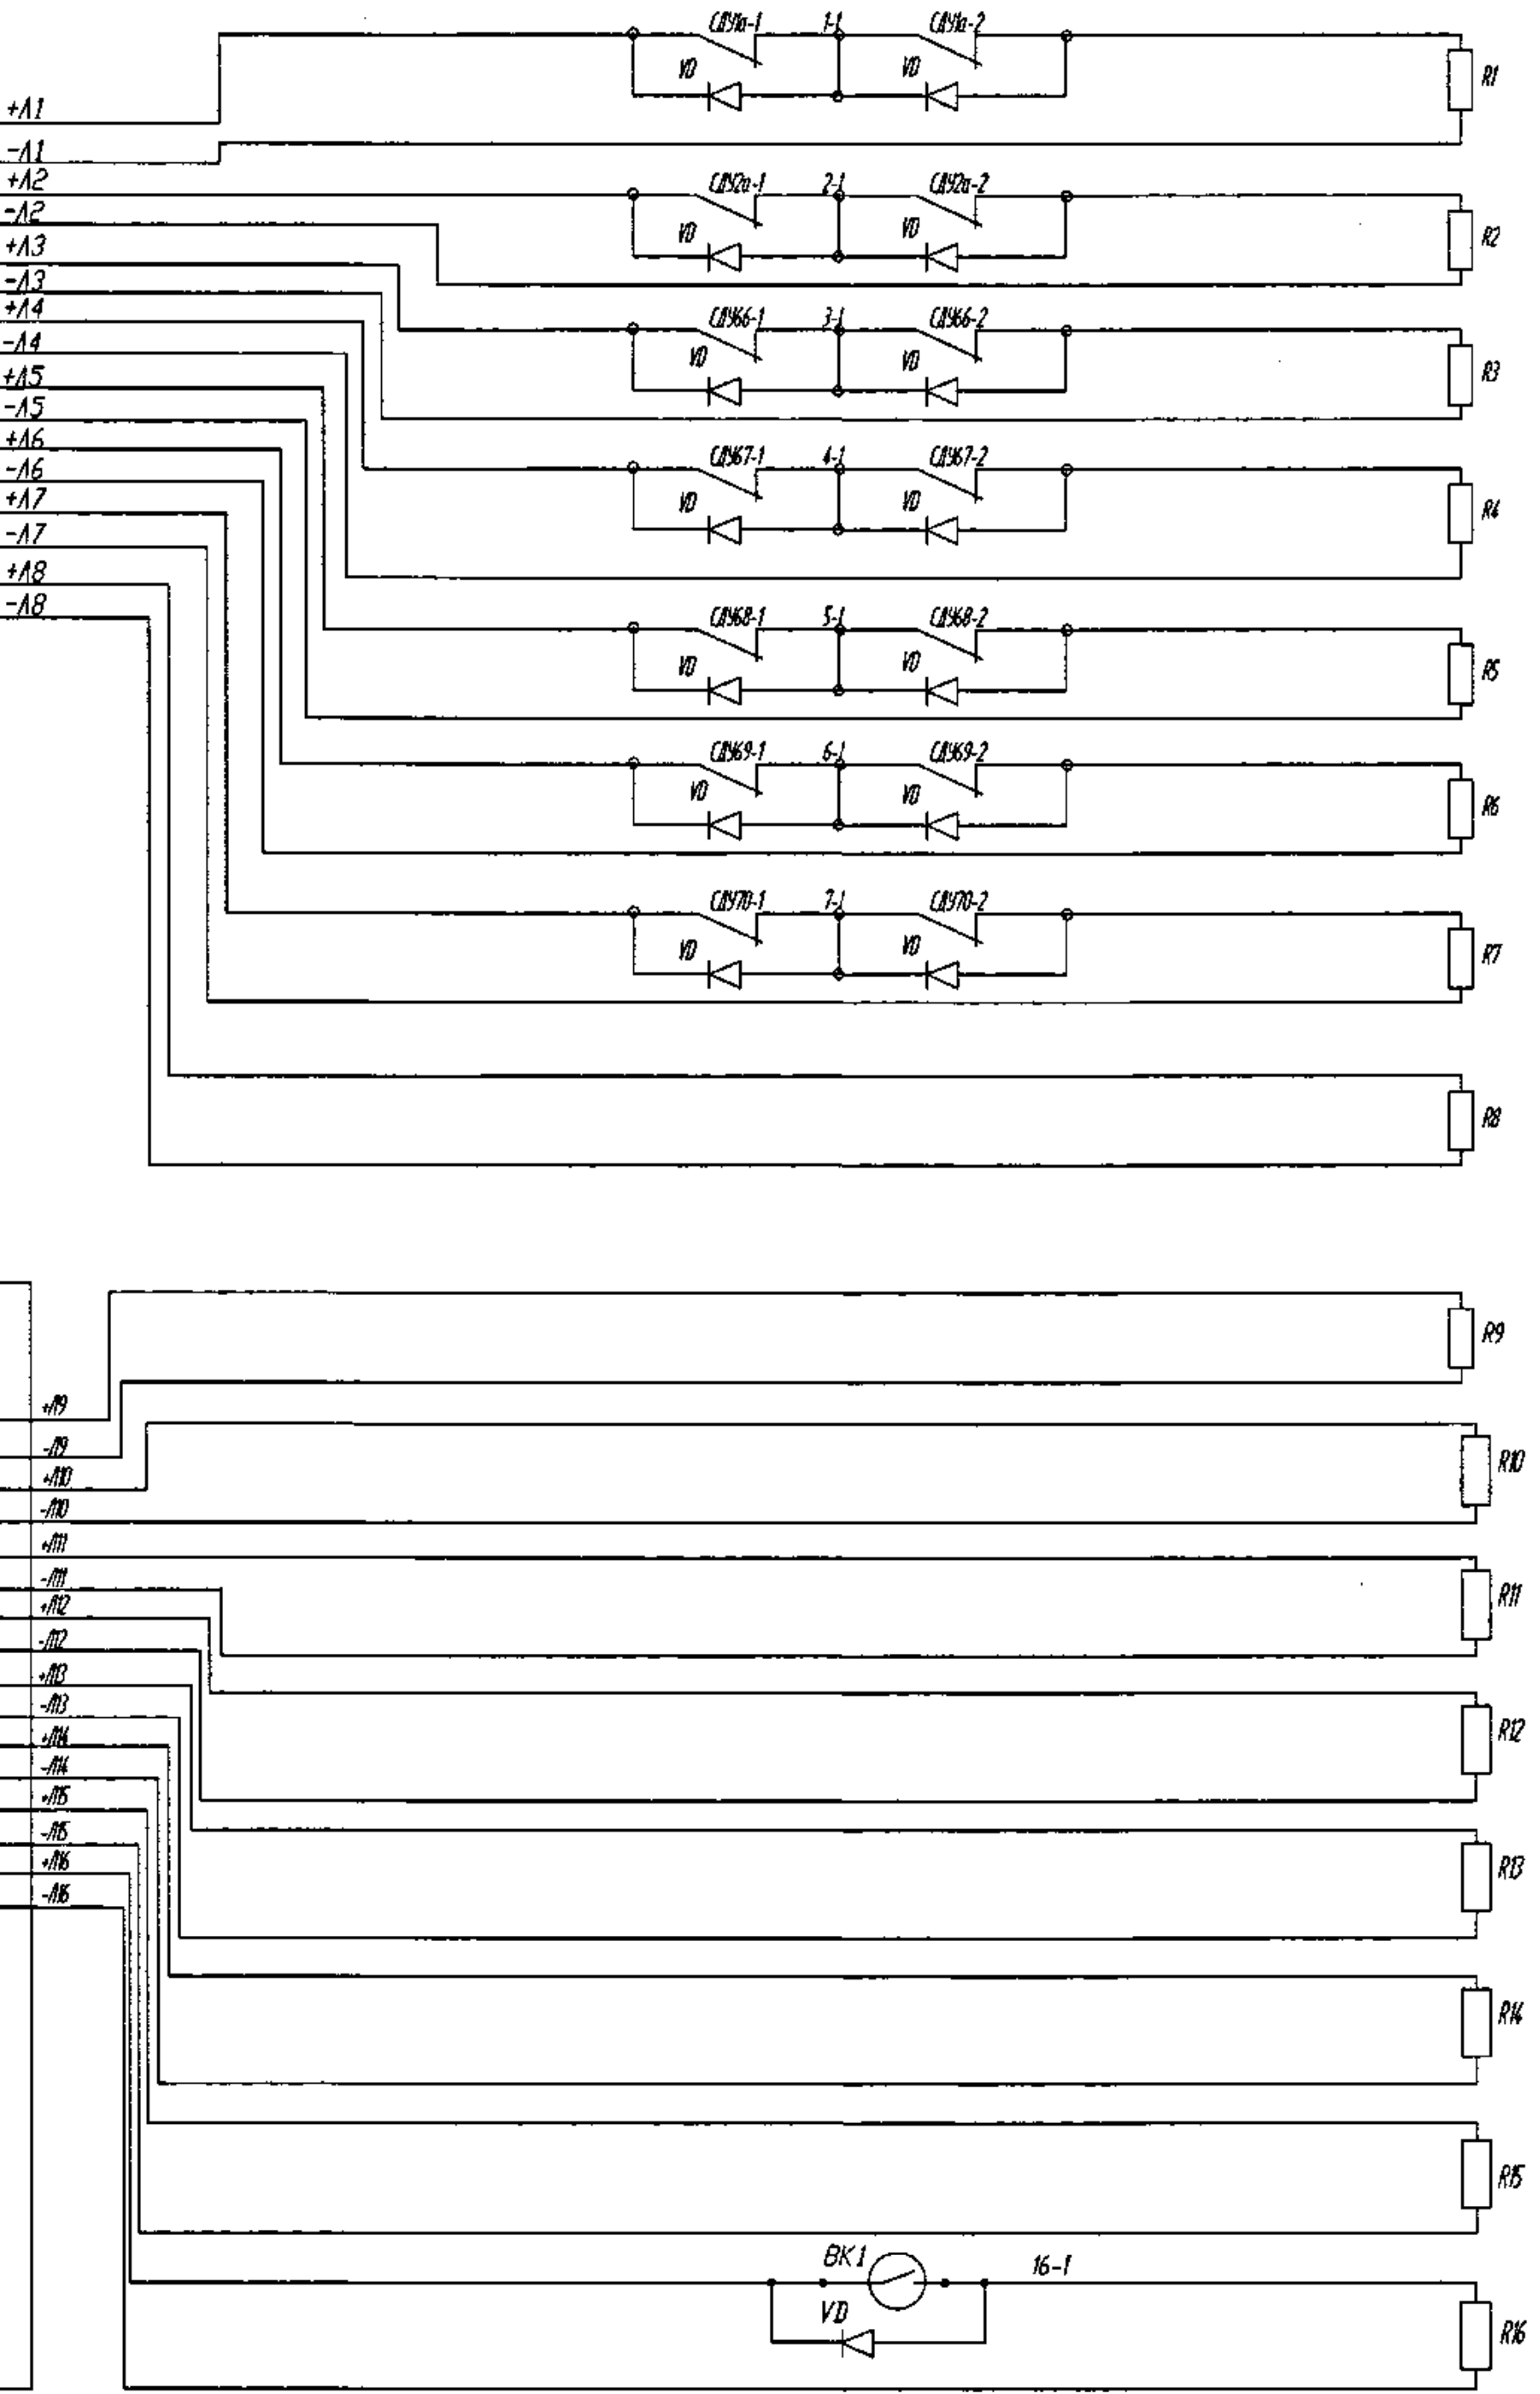 СДУ1а-1 1-1 СДУ1а-2
VD VD R1
+Л1
-Л1
+Л2 СДУ2а-1 2-1 СДУ2а-2
-Л2 VD VD R2
+Л3
-Л3
+Л4 СДУ66-1 3-1 СДУ66-2
-Л4 VD VD R3
+Л5
-Л5
+Л6 СДУ67-1 4-1 СДУ67-2
-Л6
+Л7 VD VD R4
-Л7
+Л8
-Л8 СДУ68-1 5-1 СДУ68-2
VD VD R5
СДУ69-1 6-1 СДУ69-2
VD VD R6
СДУ70-1 7-1 СДУ70-2
VD VD R7
R8
R9
+Л9
-Л9 R10
+Л10
-Л10
+Л11
-Л11 R11
+Л12
-Л12
+Л13
-Л13 R12
+Л14
-Л14
+Л15
-Л15
+Л16 R13
-Л16
R14
R15
ВК1 16-1
VD R16